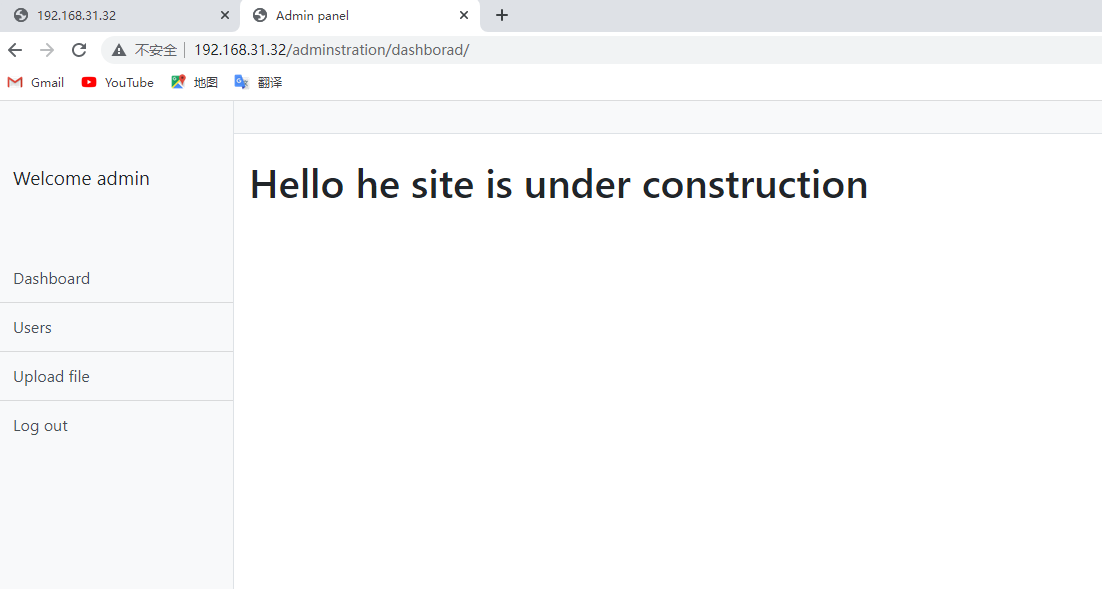 192.168.31.32
Admin panel
不安全 192.168.31.32/adminstration/dashborad/
Gmail YouTube 地图 翻译
Welcome admin
Hello he site is under construction
Dashboard
Users
Upload file
Log out